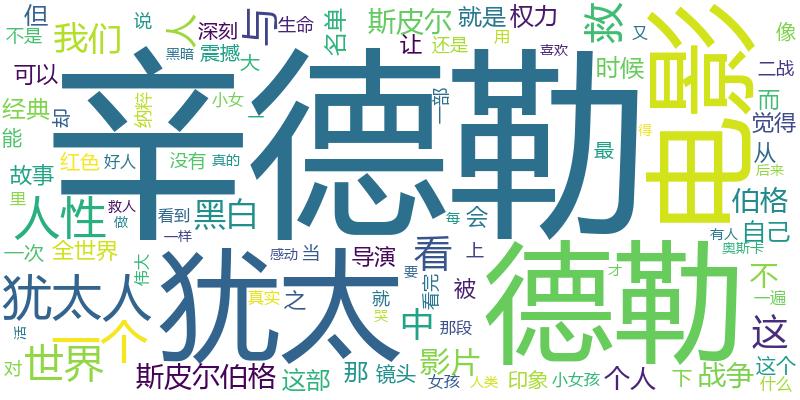 但
不是
我们
说
人
深刻
震撼
黑暗
与
生命
大
名单
斯皮尔
让
还是
就是
用
权力
救
又
喜欢
时候
电影
像
二战
而
觉得
可以
经典
能
却
纳粹
小女
上
一部
辛德勒
最
得
从
后来
红色
好人
没有
真的
故事
里
救人
做
看到
一样
黑白
人性
每
会
伯格
自己
有人
奥斯卡
一次
全世界
伟大
感动
当
导演
看
上
犹太人
犹太
德勒
不
才
一遍
要
看完
被
真实
之
就
哭
中
那段
这
活
一个
对
世界
斯皮尔伯格
这部
那
镜头
影片
女孩
人类
印象
小女孩
个人
下
战争
这个
什么